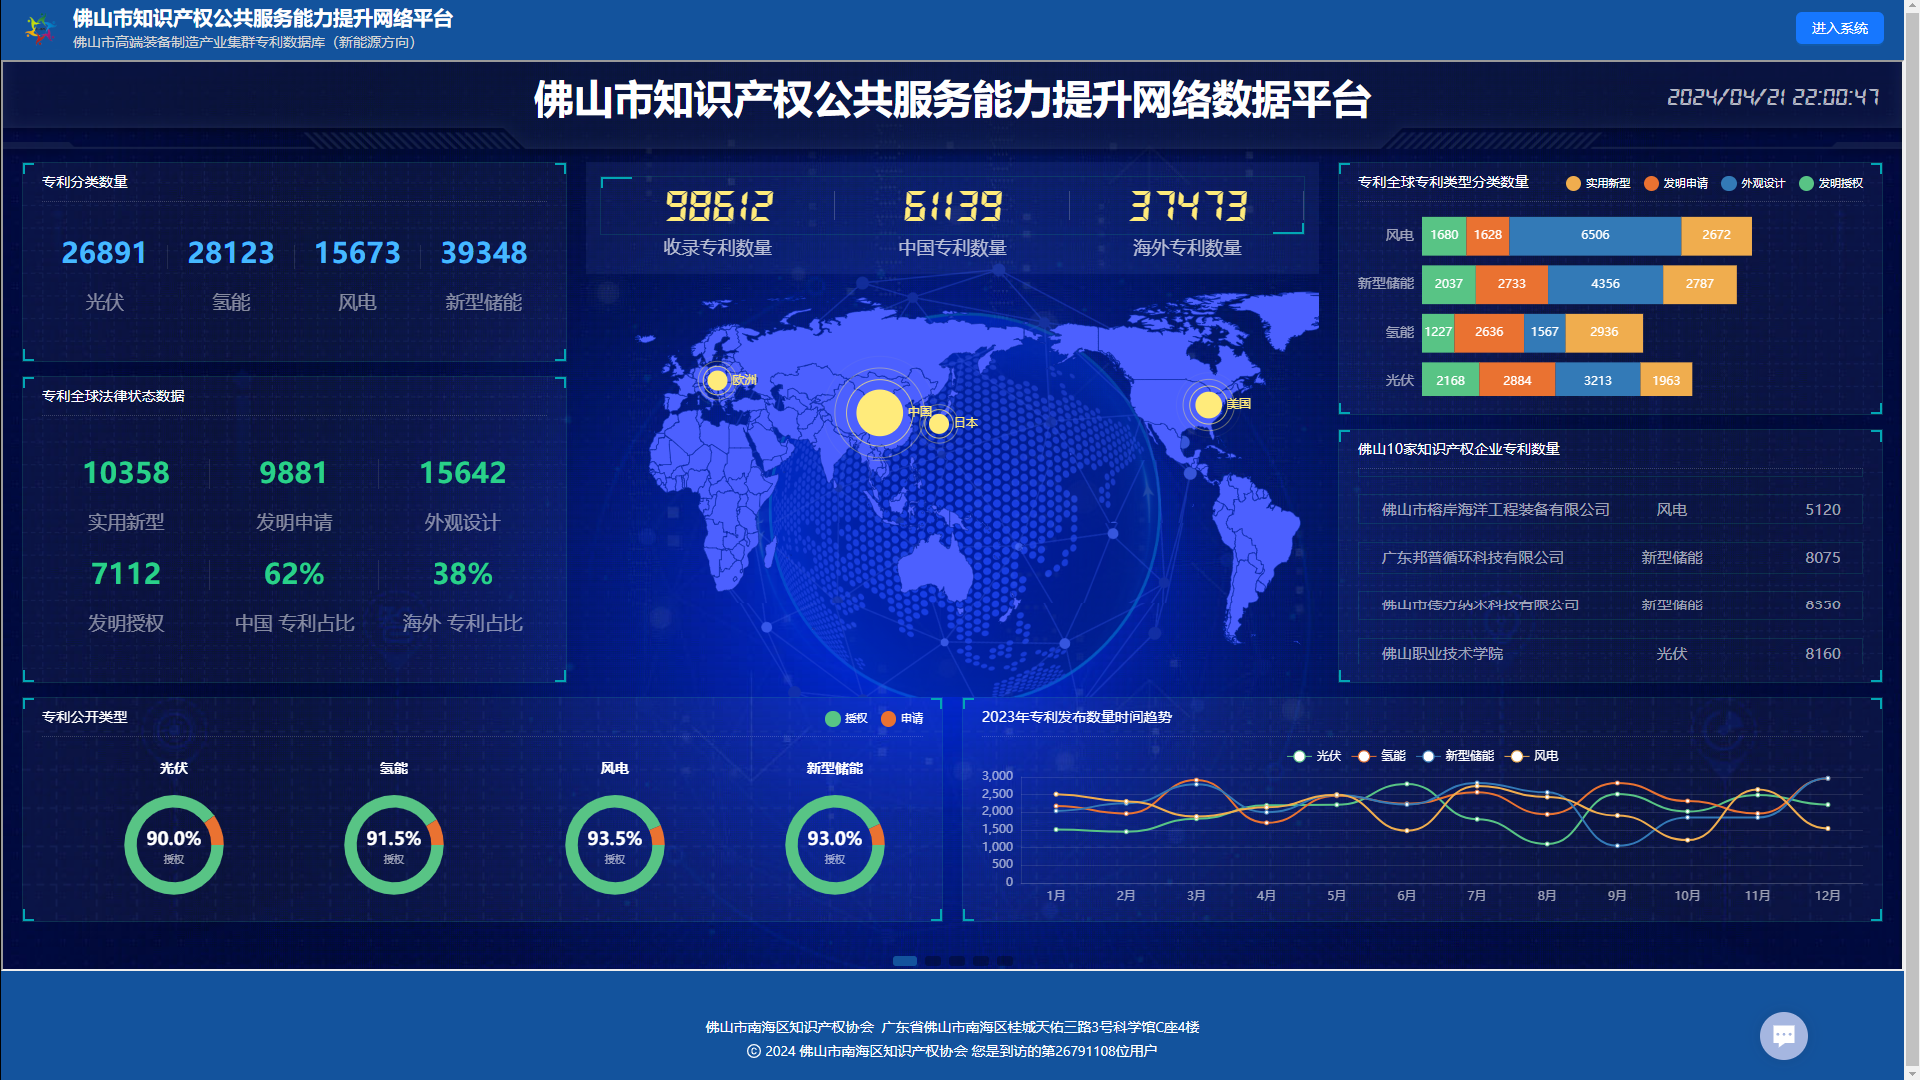 佛山市知识产权公共服务能力提升网络平台
佛山市高端装备制造产业集群专利数据库（新能源方向）
进入系统
佛山市知识产权公共服务能力提升网络数据平台
2024/04/21 22:00:47
专利分类数量
26891 28123 15673 39348
光伏 氢能 风电 新型储能
专利全球法律状态数据
10358 9881 15642
实用新型 发明申请 外观设计
7112 62% 38%
发明授权 中国 专利占比 海外 专利占比
98612 61139 37473
收录专利数量 中国专利数量 海外专利数量
欧洲
中国
日本
美国
专利全球专利类型分类数量
实用新型 发明申请 外观设计 发明授权
风电 1680 1628 6506 2672
新型储能 2037 2733 4356 2787
氢能 1227 2636 1567 2936
光伏 2168 2884 3213 1963
佛山10家知识产权企业专利数量
佛山市榕岸海洋工程装备有限公司 风电 5120
广东邦普循环科技有限公司 新型储能 8075
佛山市德方纳米科技有限公司 新型储能
佛山职业技术学院 光伏 8160
专利公开类型
授权 申请
光伏 氢能 风电 新型储能
90.0% 91.5% 93.5% 93.0%
授权 授权 授权 授权
2023年专利发布数量时间趋势
光伏 氢能 新型储能 风电
3,000
2,500
2,000
1,500
1,000
500
0
1月 2月 3月 4月 5月 6月 7月 8月 9月 10月 11月 12月
佛山市南海区知识产权协会 广东省佛山市南海区桂城天佑三路3号科学馆C座4楼
© 2024 佛山市南海区知识产权协会 您是到访的第26791108位用户